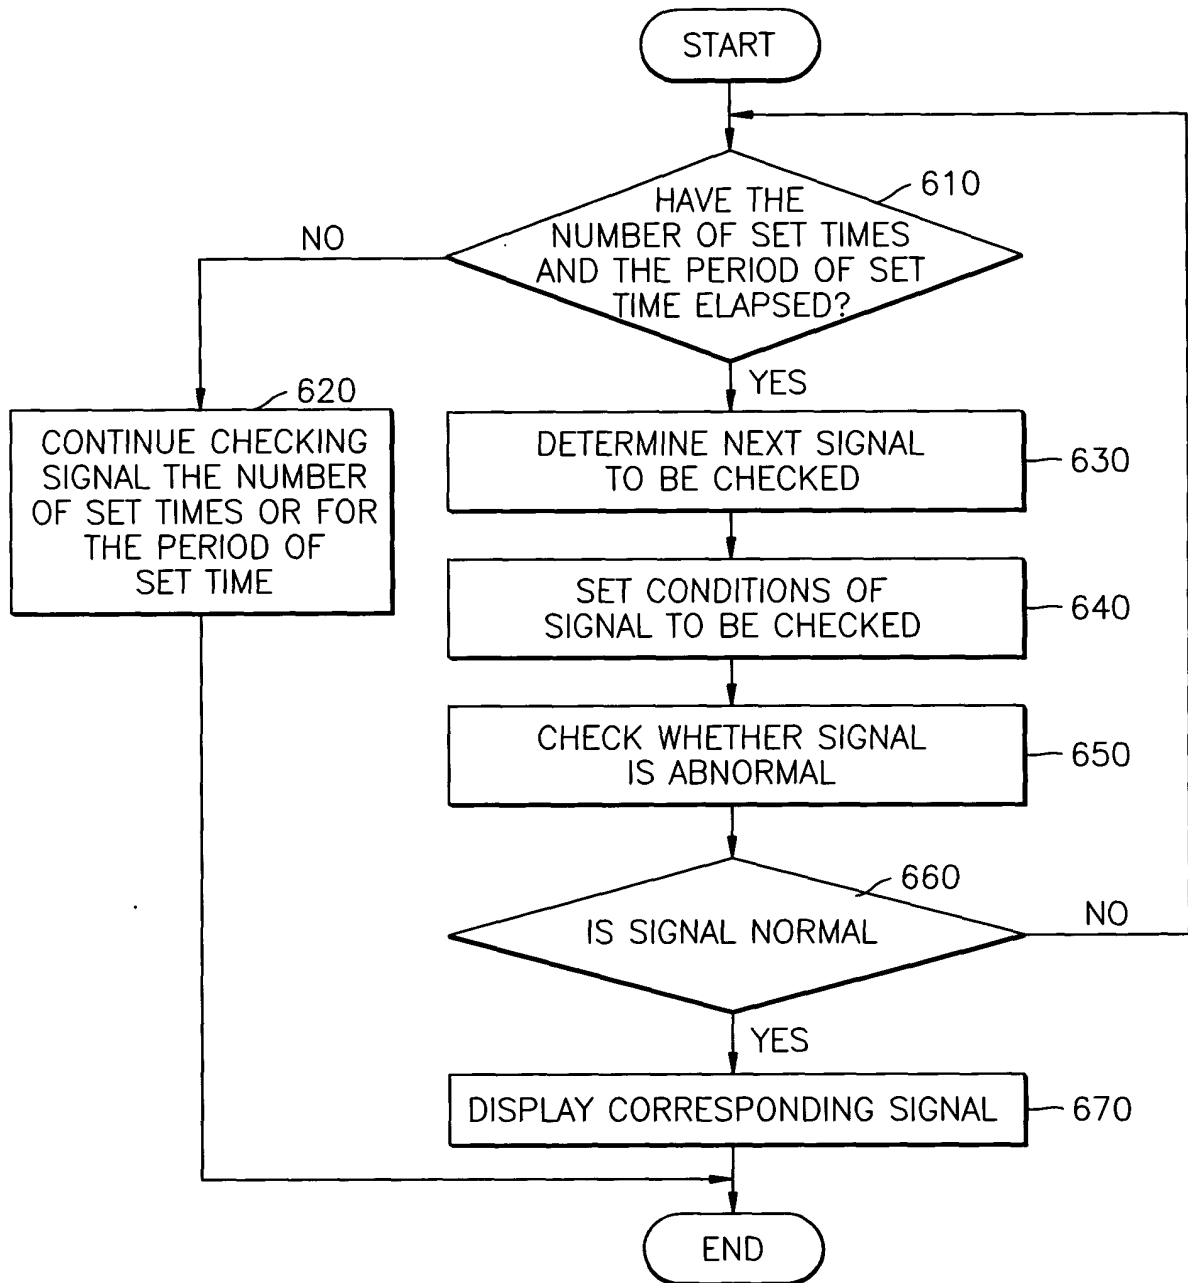 START
610
HAVE THE
NUMBER OF SET TIMES
AND THE PERIOD OF SET
TIME ELAPSED?
NO
YES
620
CONTINUE CHECKING
SIGNAL THE NUMBER
OF SET TIMES OR FOR
THE PERIOD OF
SET TIME
DETERMINE NEXT SIGNAL
TO BE CHECKED
630
SET CONDITIONS OF
SIGNAL TO BE CHECKED
640
CHECK WHETHER SIGNAL
IS ABNORMAL
650
660
IS SIGNAL NORMAL
NO
YES
DISPLAY CORRESPONDING SIGNAL
670
END